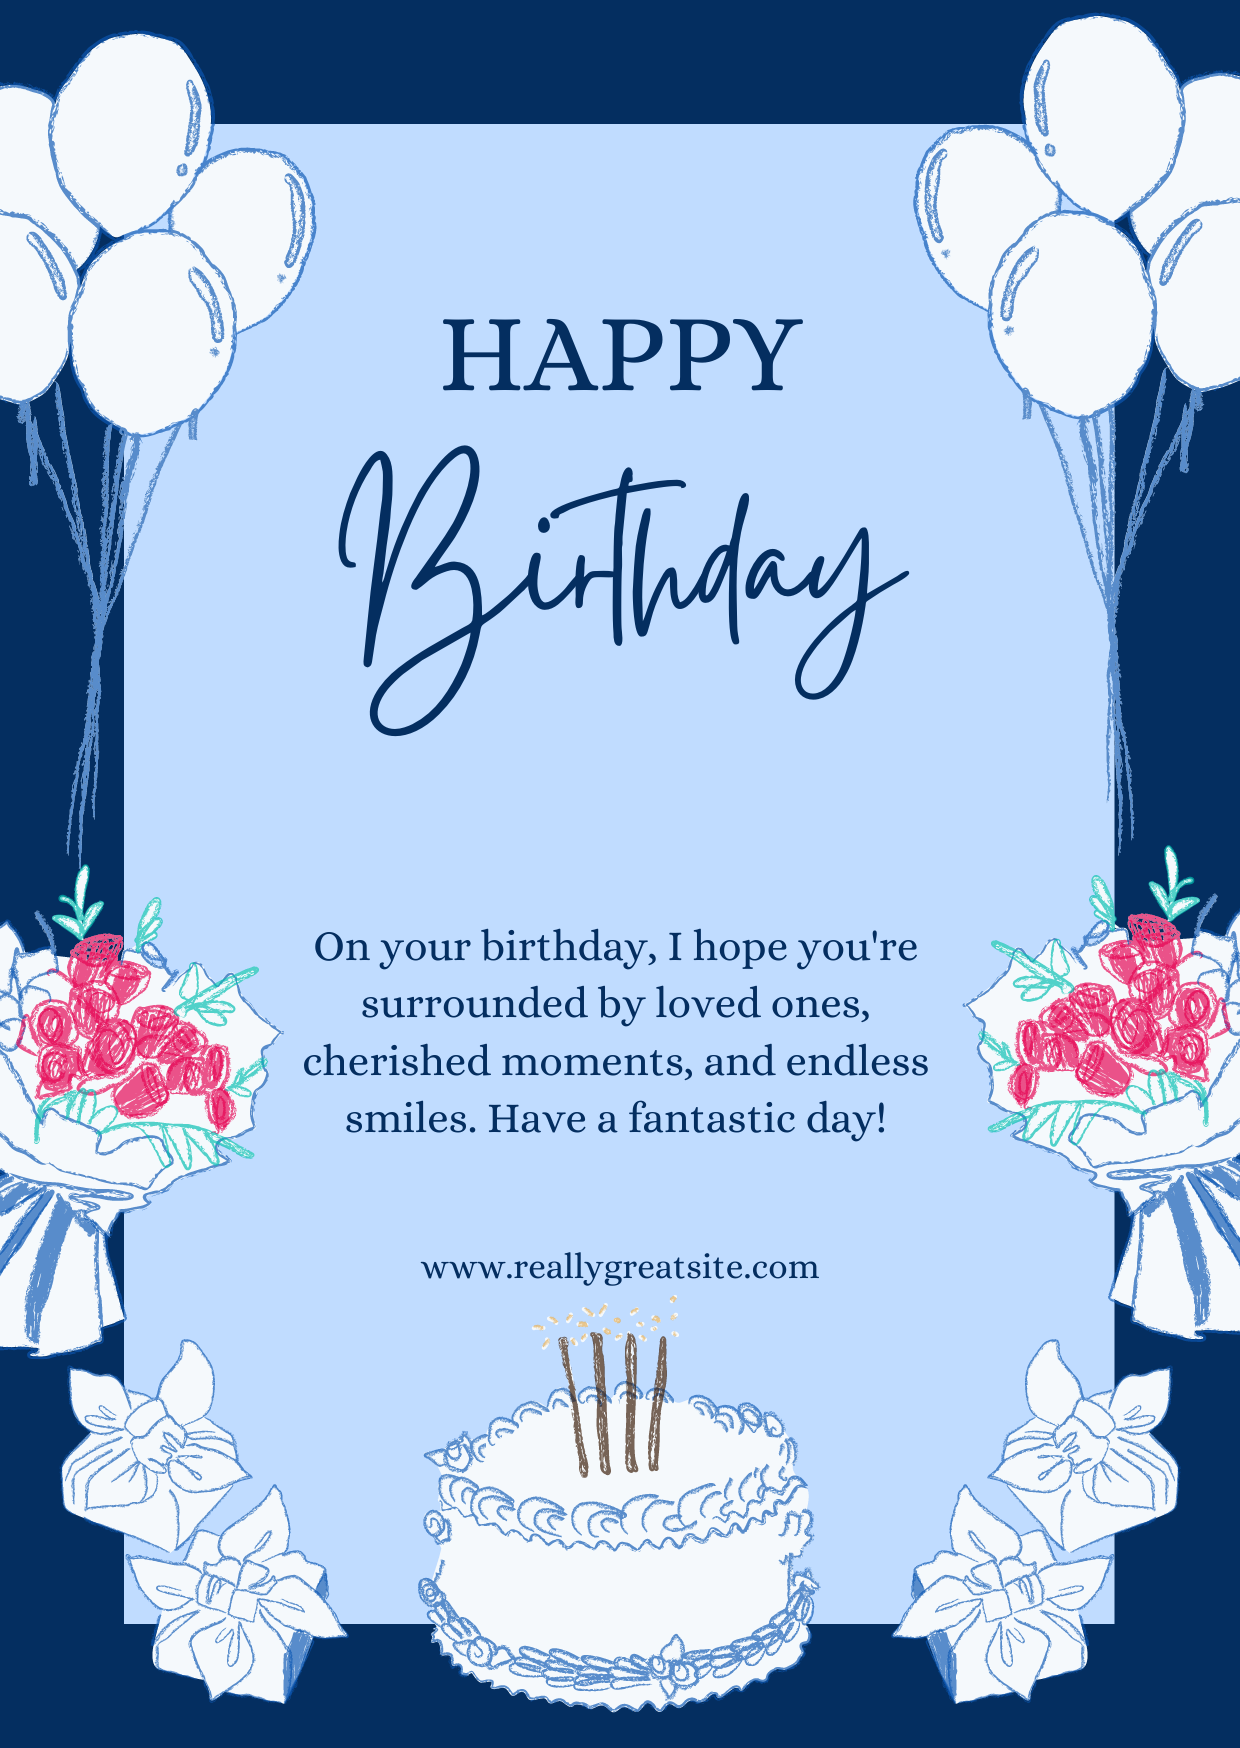 HAPPY
Birthday
On your birthday, I hope you're
surrounded by loved ones,
cherished moments, and endless
smiles. Have a fantastic day!
www.reallygreatsite.com